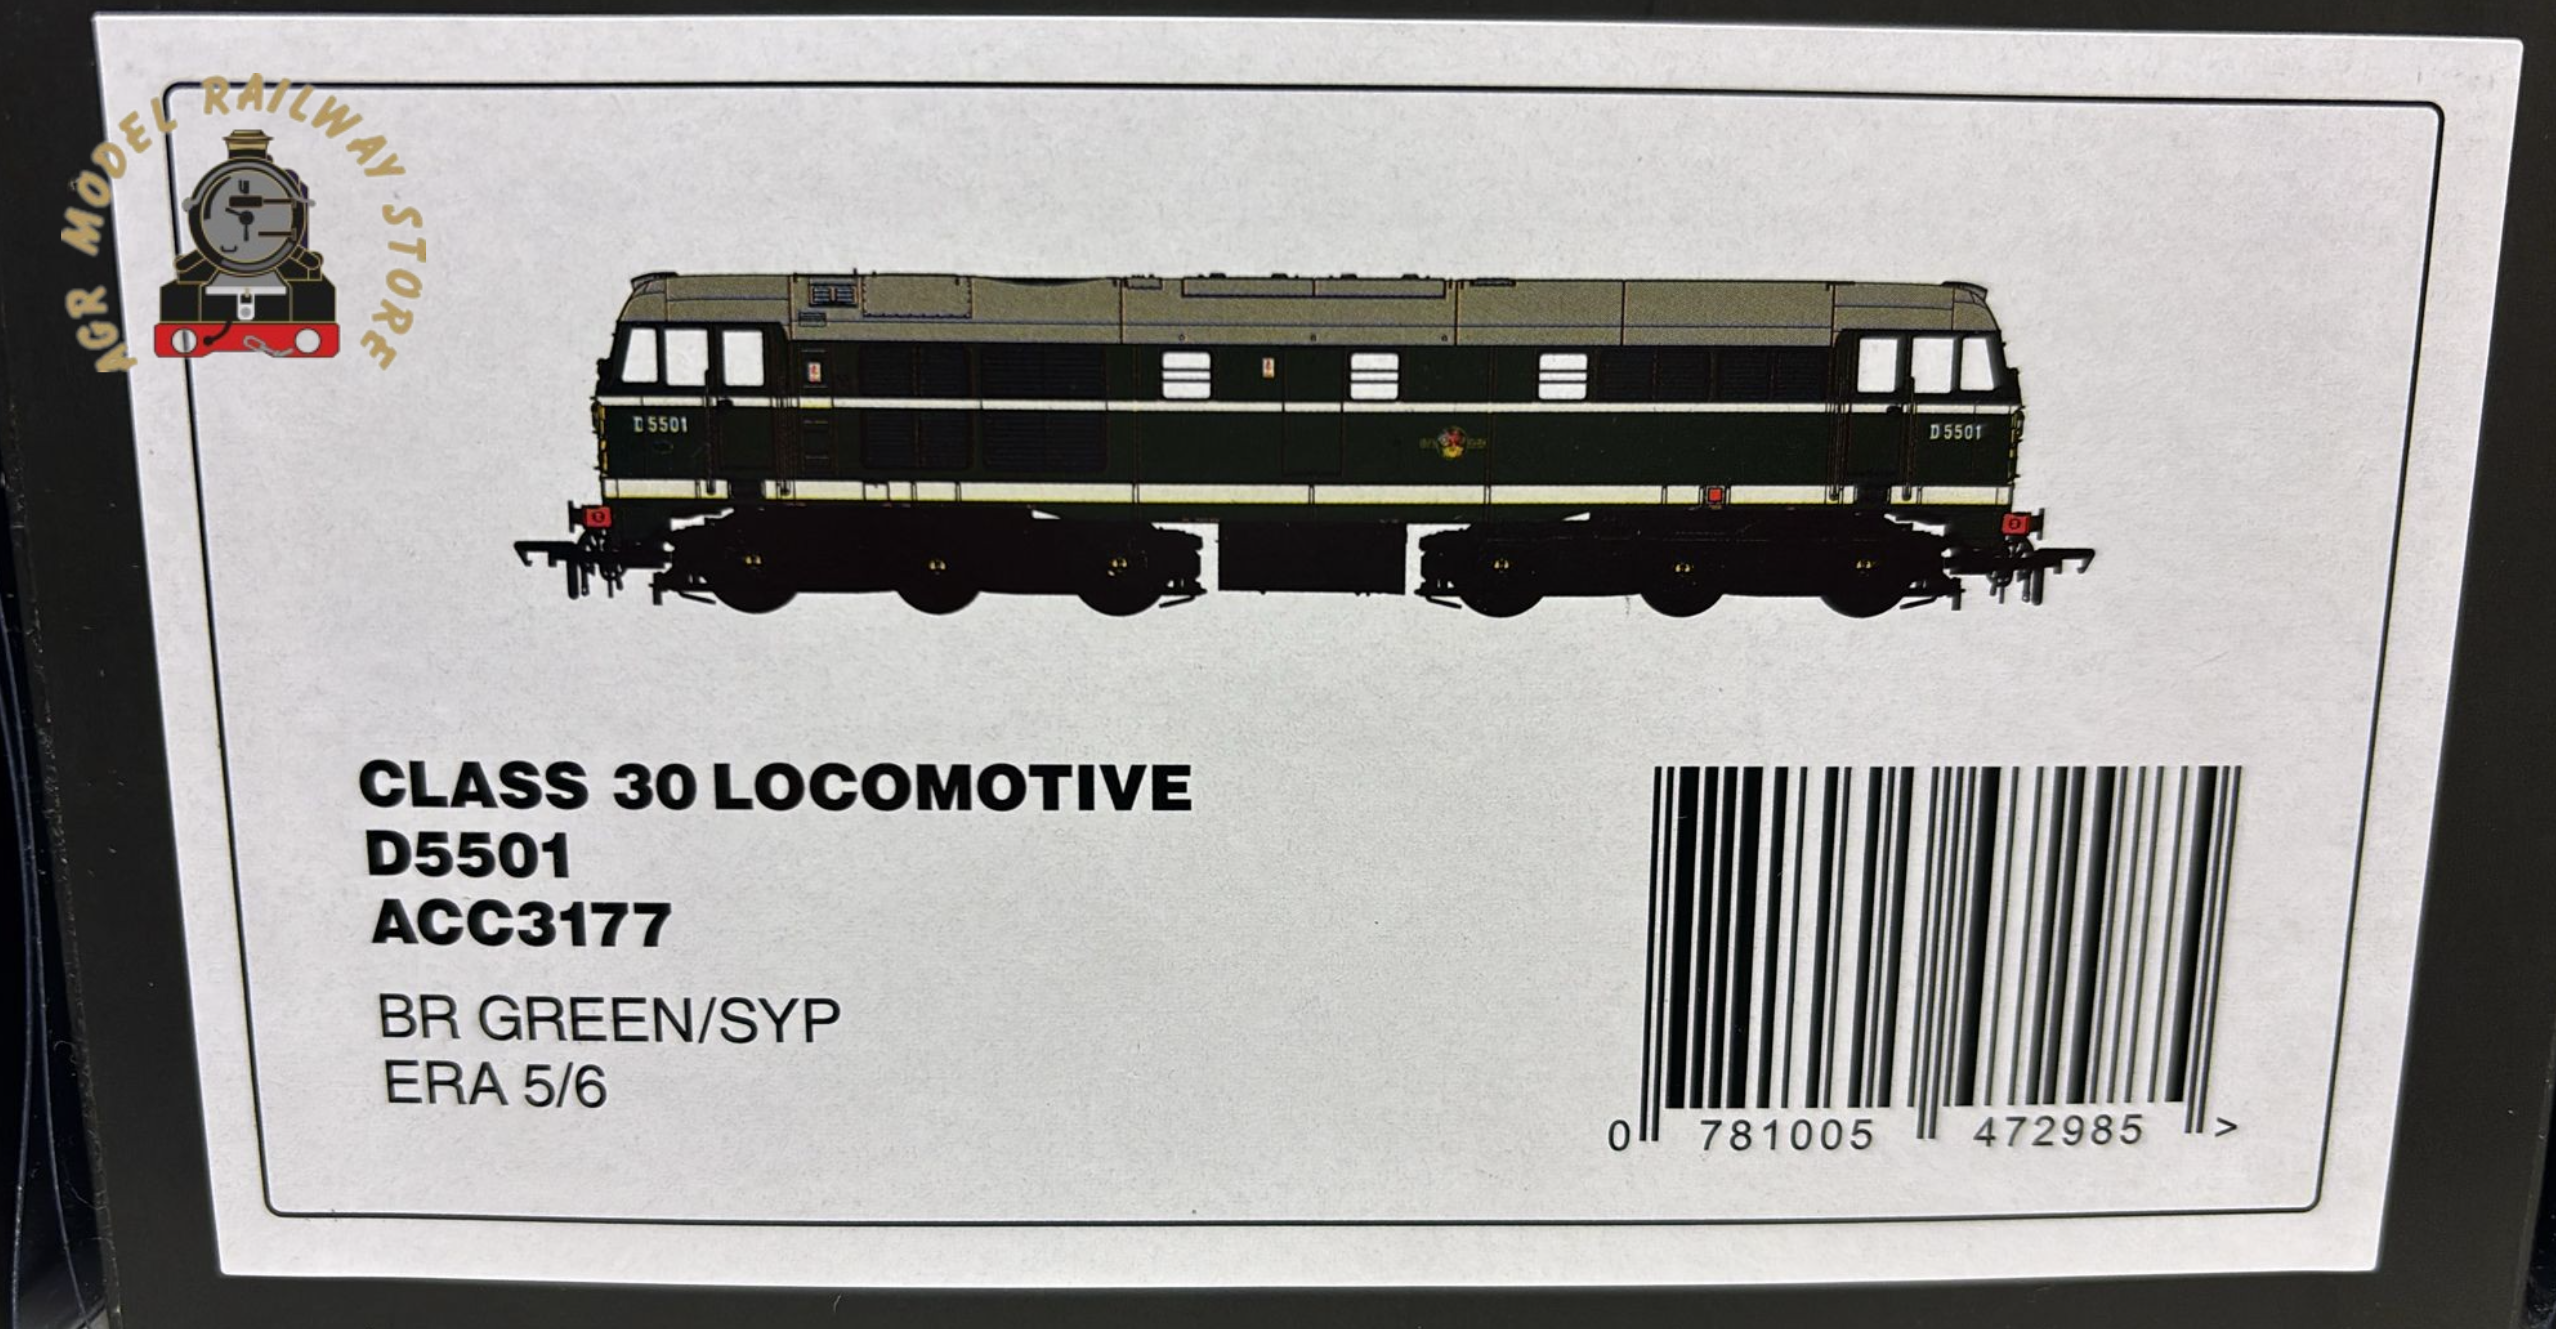 AGR MODEL RAILWAY STORE
D5501
D5501
CLASS 30 LOCOMOTIVE
D5501
ACC3177
BR GREEN/SYP
ERA 5/6
0 781005 472985 >